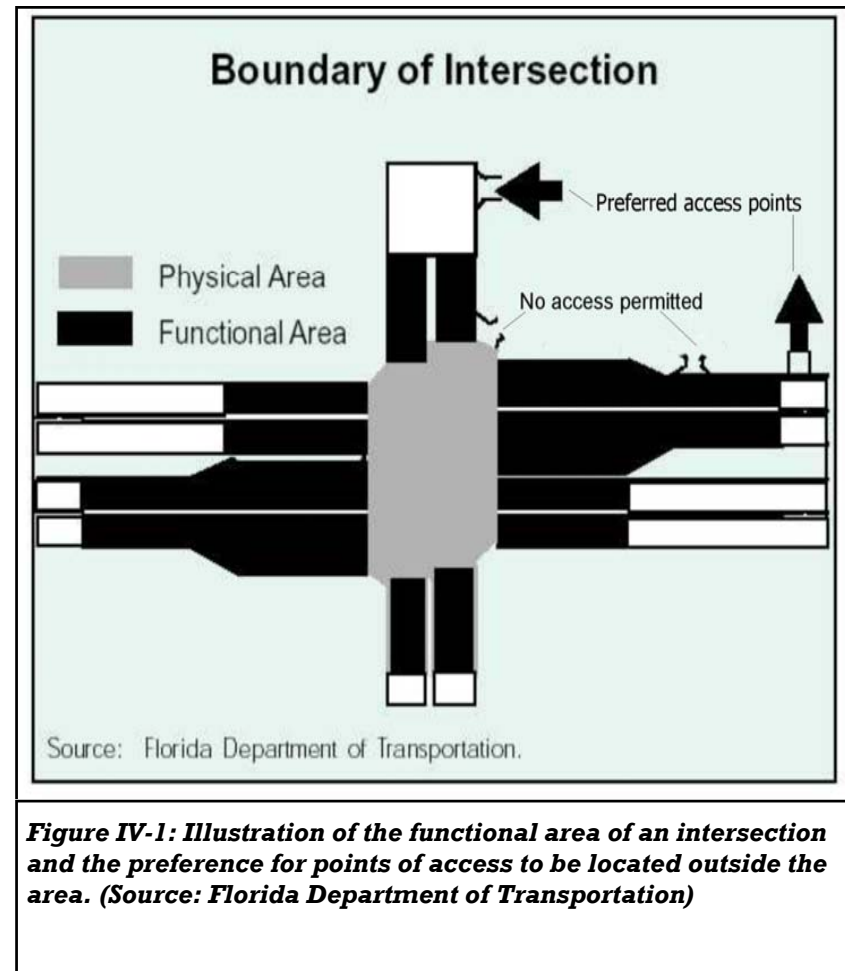 Boundary of Intersection
Preferred access points
Physical Area
No access permitted
Functional Area
Source: Florida Department of Transportation.
Figure IV-1: Illustration of the functional area of an intersection
and the preference for points of access to be located outside the
area. (Source: Florida Department of Transportation)